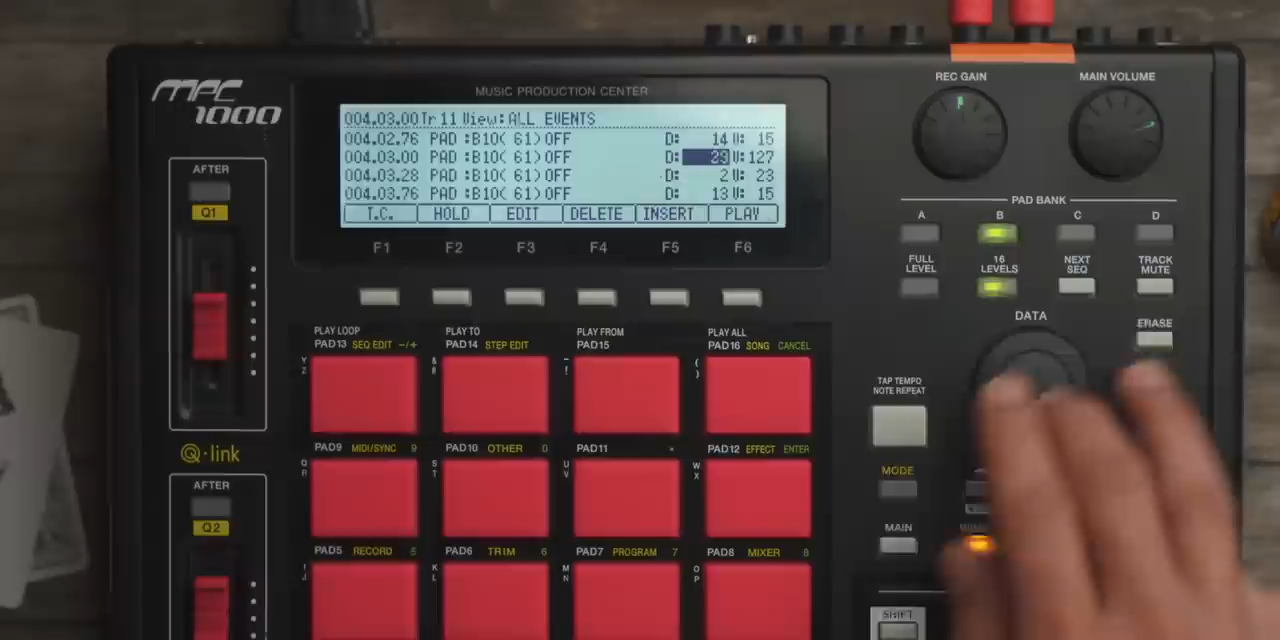 MPC
1000
MUSIC PRODUCTION CENTER
004.03.00 Tr 11 View: ALL EVENTS
004.02.76 PAD :B10( 61)OFF D: 14 V: 15
004.03.00 PAD :B10( 61)OFF D: 23 V:127
004.03.28 PAD :B10( 61)OFF D: 2 V: 23
004.03.76 PAD :B10( 61)OFF D: 13 V: 15
T.C. HOLD EDIT DELETE INSERT PLAY
F1 F2 F3 F4 F5 F6
REC GAIN MAIN VOLUME
PAD BANK
A B C D
FULL LEVEL 16 LEVELS NEXT SEQ TRACK MUTE
DATA
ERASE
TAP TEMPO
NOTE REPEAT
MODE
MAIN
SHIFT
AFTER
Q1
Q-link
AFTER
Q2
PLAY LOOP PLAY TO PLAY FROM PLAY ALL
PAD13 SEQ EDIT -/+ PAD14 STEP EDIT PAD15 PAD16 SONG CANCEL
PAD9 MIDI/SYNC 9 PAD10 OTHER 0 PAD11 PAD12 EFFECT ENTER
PAD5 RECORD 5 PAD6 TRIM 6 PAD7 PROGRAM 7 PAD8 MIXER 8